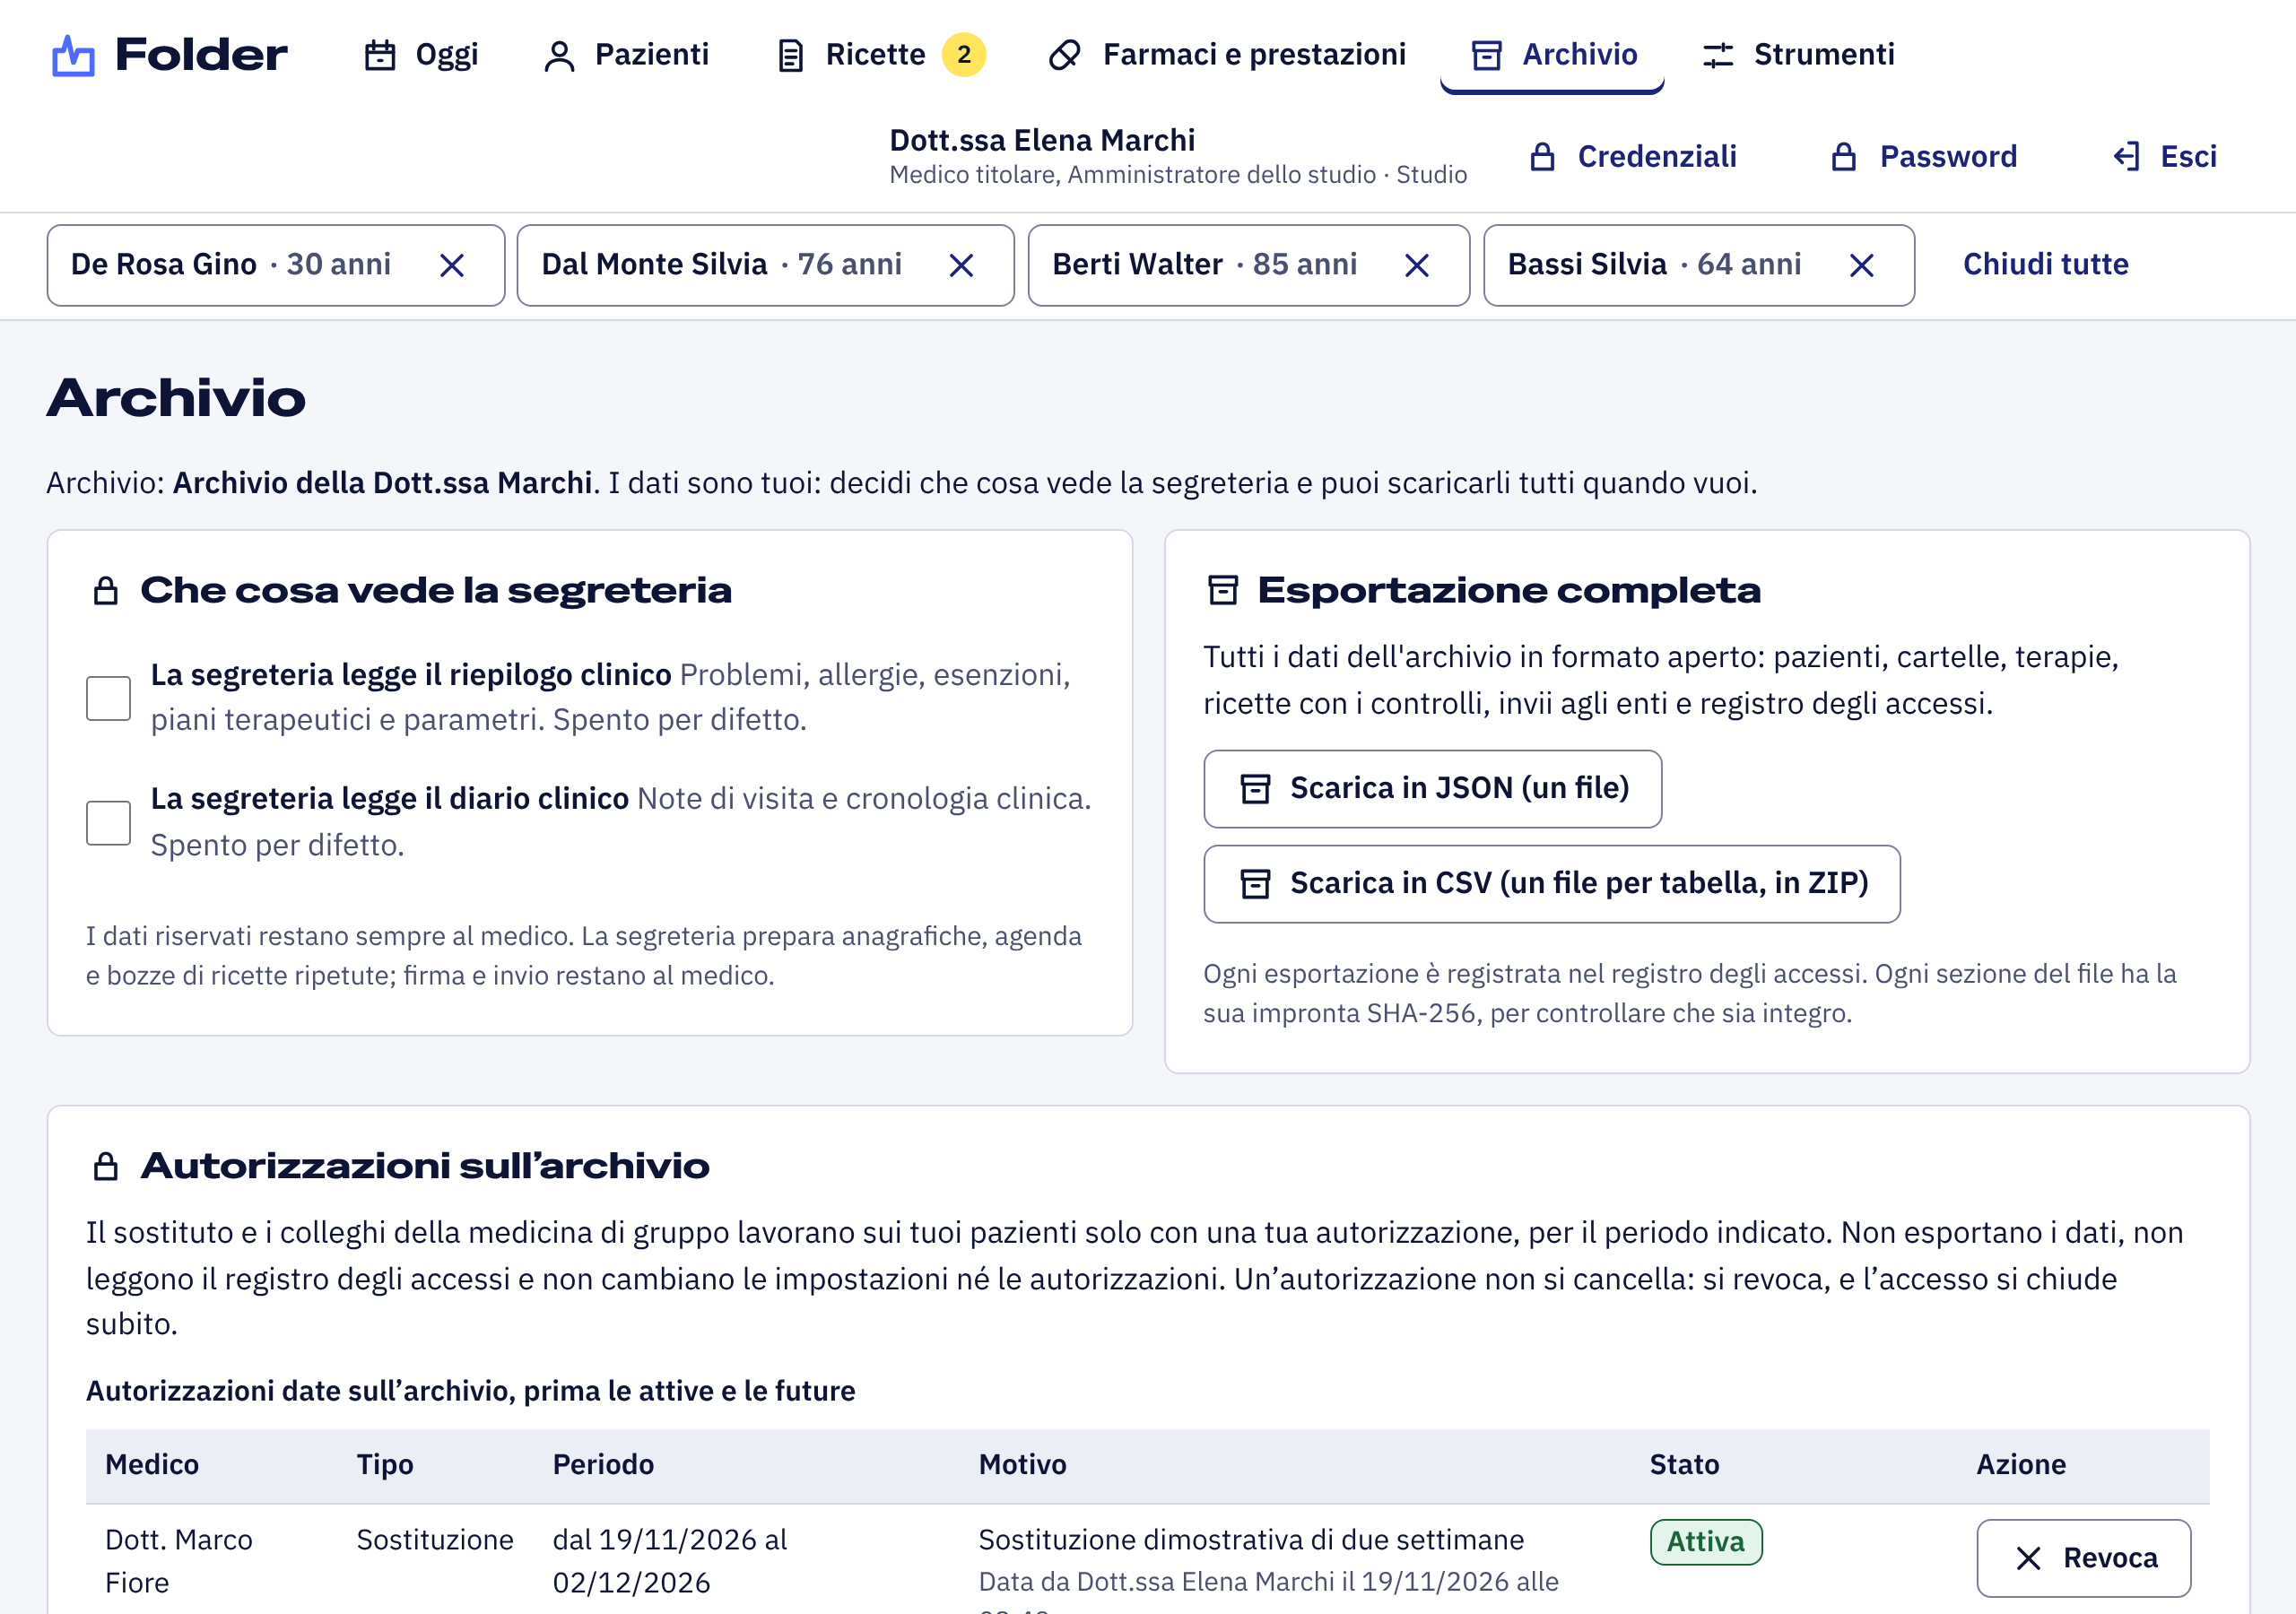 Folder
Oggi
Pazienti
Ricette 2
Farmaci e prestazioni
Archivio
Strumenti
Dott.ssa Elena Marchi
Medico titolare, Amministratore dello studio · Studio
Credenziali
Password
Esci
De Rosa Gino · 30 anni
Dal Monte Silvia · 76 anni
Berti Walter · 85 anni
Bassi Silvia · 64 anni
Chiudi tutte
Archivio
Archivio: Archivio della Dott.ssa Marchi. I dati sono tuoi: decidi che cosa vede la segreteria e puoi scaricarli tutti quando vuoi.
Che cosa vede la segreteria
La segreteria legge il riepilogo clinico Problemi, allergie, esenzioni,
piani terapeutici e parametri. Spento per difetto.
La segreteria legge il diario clinico Note di visita e cronologia clinica.
Spento per difetto.
I dati riservati restano sempre al medico. La segreteria prepara anagrafiche, agenda
e bozze di ricette ripetute; firma e invio restano al medico.
Esportazione completa
Tutti i dati dell'archivio in formato aperto: pazienti, cartelle, terapie,
ricette con i controlli, invii agli enti e registro degli accessi.
Scarica in JSON (un file)
Scarica in CSV (un file per tabella, in ZIP)
Ogni esportazione è registrata nel registro degli accessi. Ogni sezione del file ha la
sua impronta SHA-256, per controllare che sia integro.
Autorizzazioni sull’archivio
Il sostituto e i colleghi della medicina di gruppo lavorano sui tuoi pazienti solo con una tua autorizzazione, per il periodo indicato. Non esportano i dati, non
leggono il registro degli accessi e non cambiano le impostazioni né le autorizzazioni. Un’autorizzazione non si cancella: si revoca, e l’accesso si chiude
subito.
Autorizzazioni date sull’archivio, prima le attive e le future
Medico Tipo Periodo Motivo Stato Azione
Dott. Marco
Fiore
Sostituzione
dal 19/11/2026 al
02/12/2026
Sostituzione dimostrativa di due settimane
Data da Dott.ssa Elena Marchi il 19/11/2026 alle
Attiva
Revoca